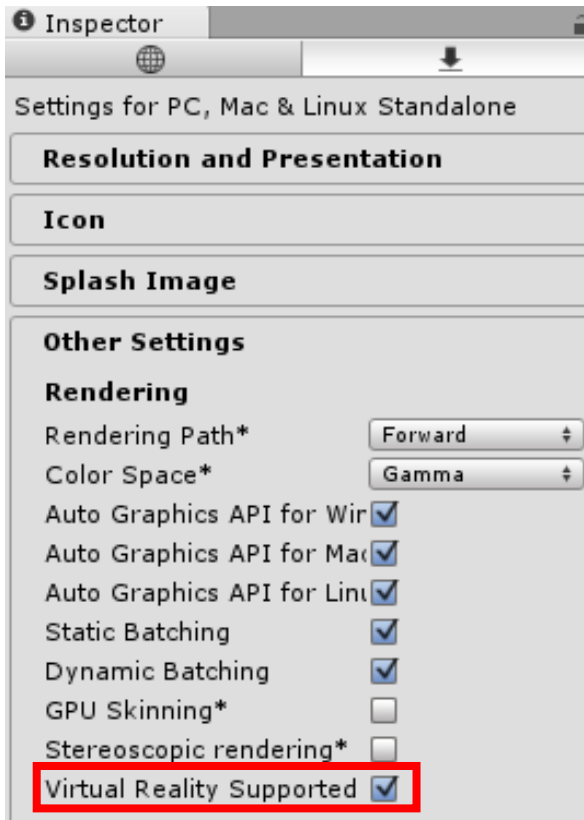 Inspector
Settings for PC, Mac & Linux Standalone
Resolution and Presentation
Icon
Splash Image
Other Settings
Rendering
Rendering Path* Forward
Color Space* Gamma
Auto Graphics API for Win
Auto Graphics API for Mac
Auto Graphics API for Linu
Static Batching
Dynamic Batching
GPU Skinning*
Stereoscopic rendering*
Virtual Reality Supported